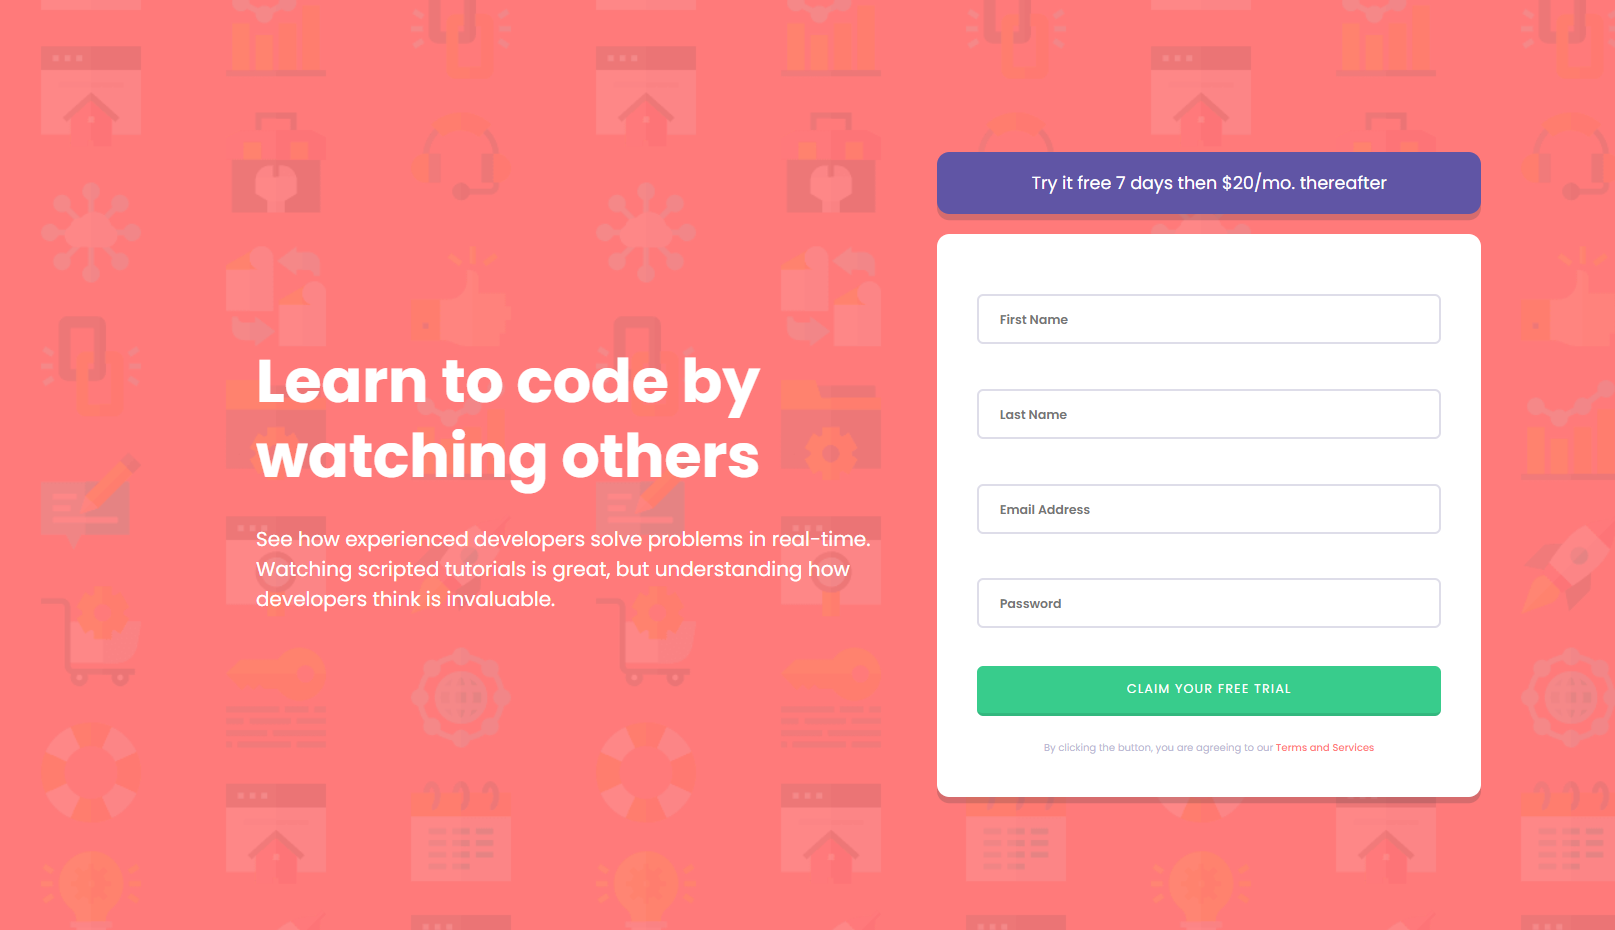 Learn to code by
watching others
See how experienced developers solve problems in real-time.
Watching scripted tutorials is great, but understanding how
developers think is invaluable.
Try it free 7 days then $20/mo. thereafter
First Name
Last Name
Email Address
Password
CLAIM YOUR FREE TRIAL
By clicking the button, you are agreeing to our Terms and Services